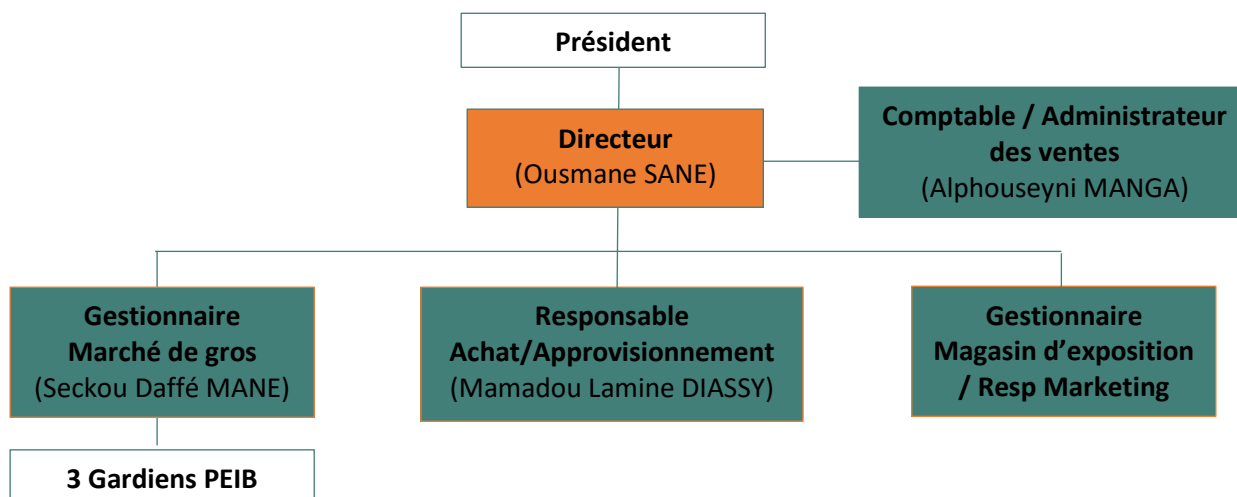 Président
Directeur
(Ousmane SANE)
Comptable / Administrateur
des ventes
(Alphouseyni MANGA)
Gestionnaire
Marché de gros
(Seckou Daffé MANE)
Responsable
Achat/Approvisionnement
(Mamadou Lamine DIASSY)
Gestionnaire
Magasin d’exposition
/ Resp Marketing
3 Gardiens PEIB